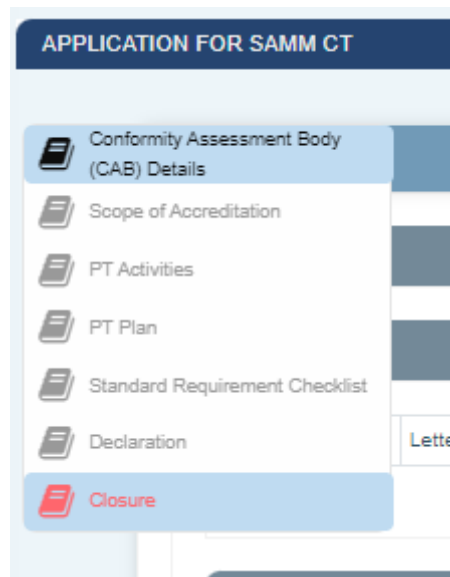 APPLICATION FOR SAMM CT
Conformity Assessment Body
(CAB) Details
Scope of Accreditation
PT Activities
PT Plan
Standard Requirement Checklist
Declaration
Lette
Closure